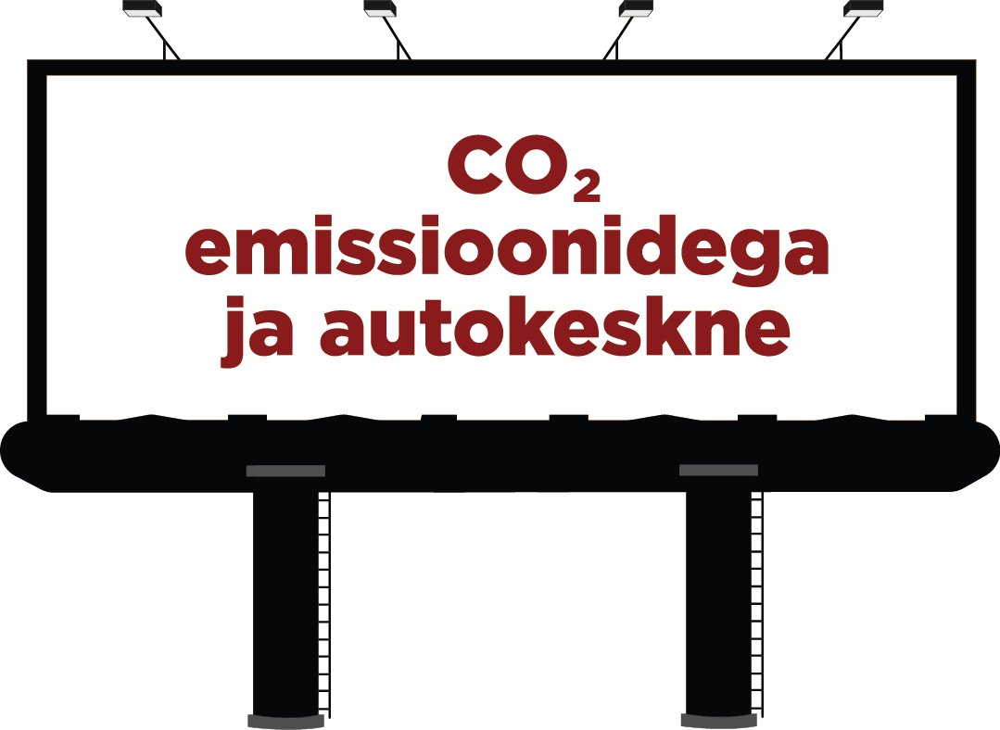 CO₂
emissioonidega
ja autokeskne